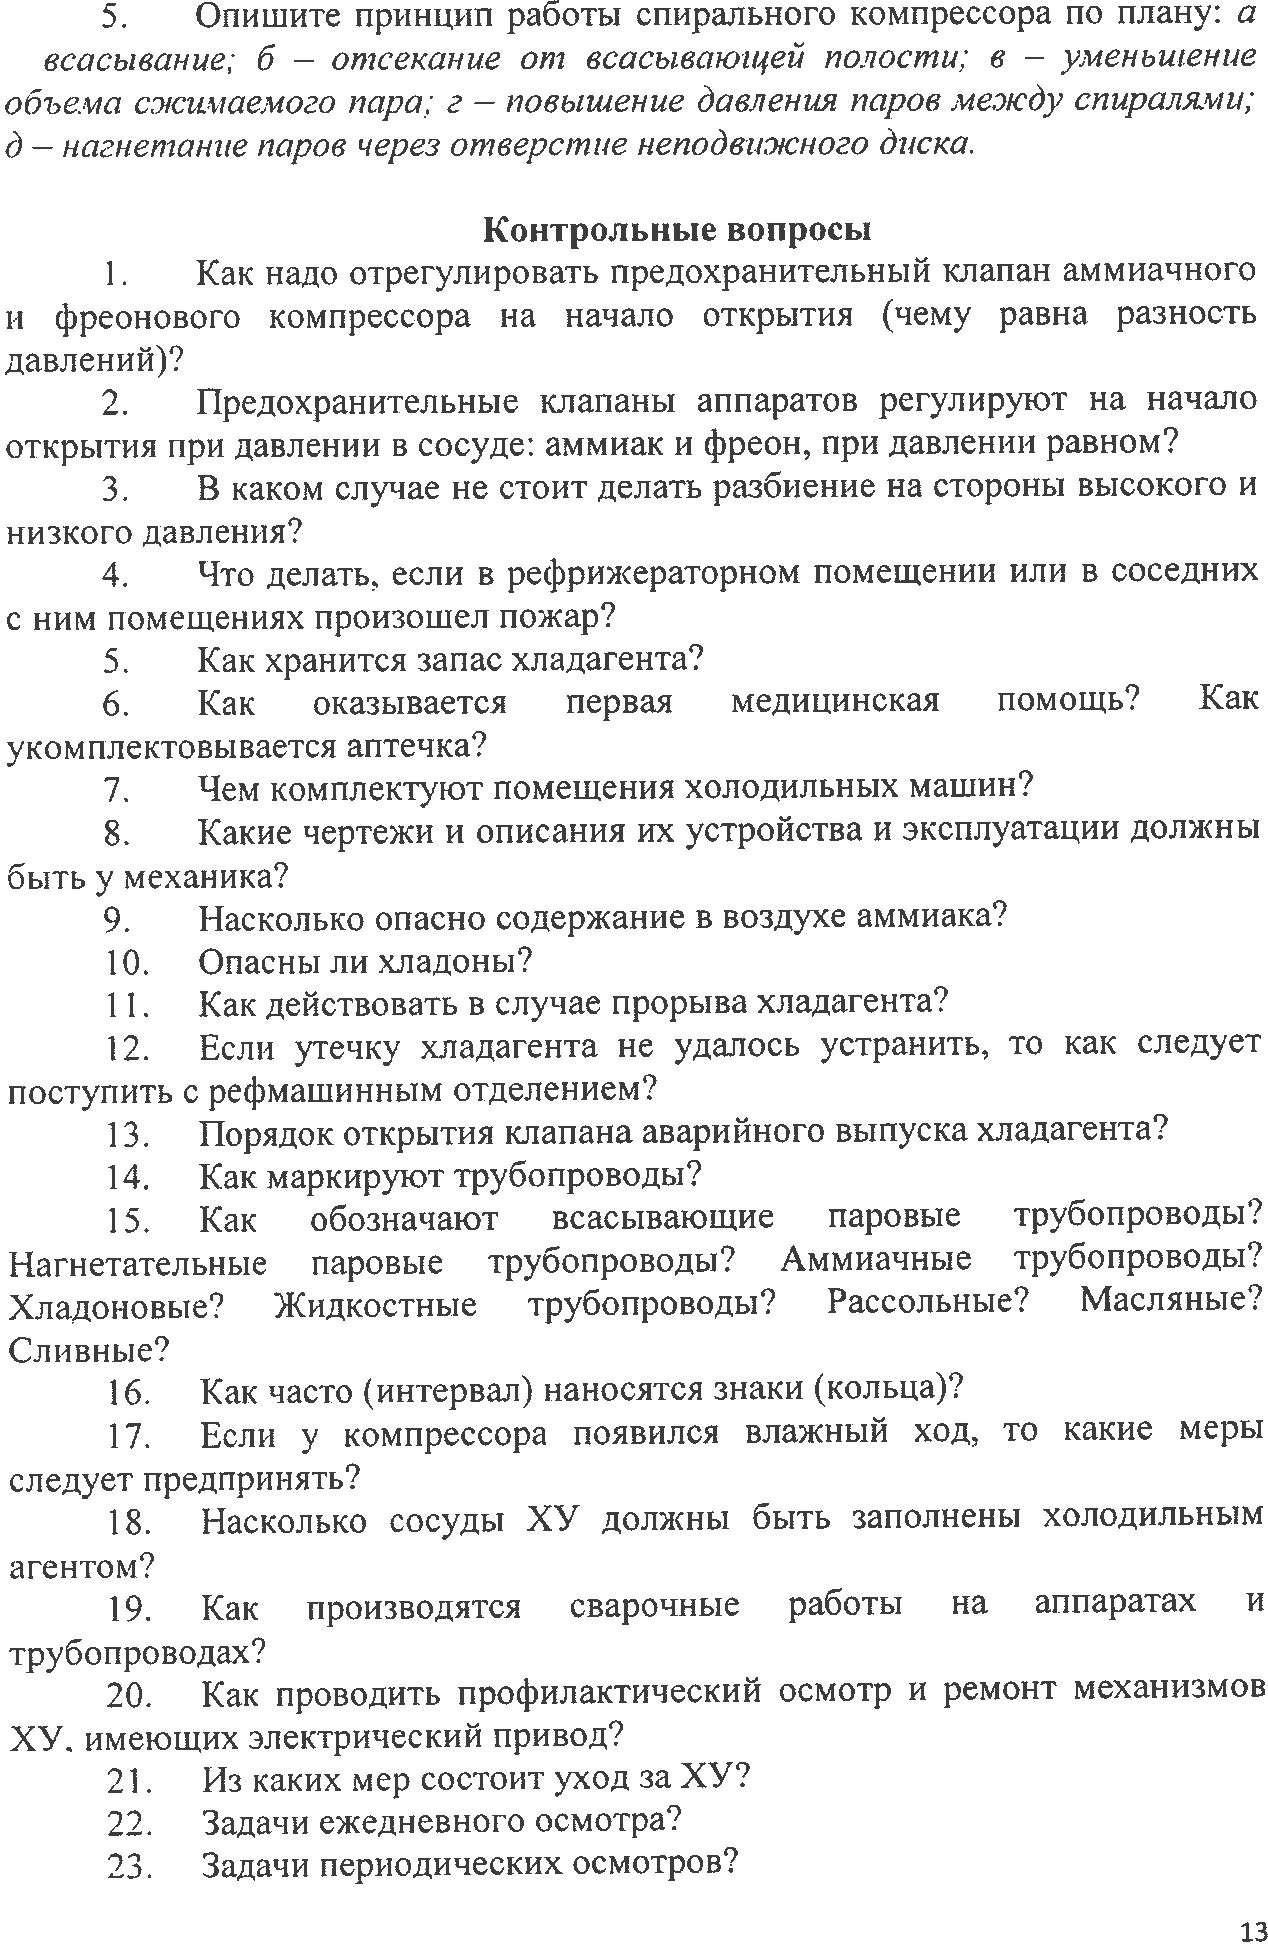 5. Опишите принцип работы спирального компрессора по плану: а
всасывание; б – отсекание от всасывающей полости; в – уменьшение
объема сжимаемого пара; г – повышение давления паров между спиралями;
д – нагнетание паров через отверстие неподвижного диска.
Контрольные вопросы
1. Как надо отрегулировать предохранительный клапан аммиачного
и фреонового компрессора на начало открытия (чему равна разность
давлений)?
2. Предохранительные клапаны аппаратов регулируют на начало
открытия при давлении в сосуде: аммиак и фреон, при давлении равном?
3. В каком случае не стоит делать разбиение на стороны высокого и
низкого давления?
4. Что делать, если в рефрижераторном помещении или в соседних
с ним помещениях произошел пожар?
5. Как хранится запас хладагента?
6. Как оказывается первая медицинская помощь? Как
укомплектовывается аптечка?
7. Чем комплектуют помещения холодильных машин?
8. Какие чертежи и описания их устройства и эксплуатации должны
быть у механика?
9. Насколько опасно содержание в воздухе аммиака?
10. Опасны ли хладоны?
11. Как действовать в случае прорыва хладагента?
12. Если утечку хладагента не удалось устранить, то как следует
поступить с рефмашинным отделением?
13. Порядок открытия клапана аварийного выпуска хладагента?
14. Как маркируют трубопроводы?
15. Как обозначают всасывающие паровые трубопроводы?
Нагнетательные паровые трубопроводы? Аммиачные трубопроводы?
Хладоновые? Жидкостные трубопроводы? Рассольные? Масляные?
Сливные?
16. Как часто (интервал) наносятся знаки (кольца)?
17. Если у компрессора появился влажный ход, то какие меры
следует предпринять?
18. Насколько сосуды ХУ должны быть заполнены холодильным
агентом?
19. Как производятся сварочные работы на аппаратах и
трубопроводах?
20. Как проводить профилактический осмотр и ремонт механизмов
ХУ, имеющих электрический привод?
21. Из каких мер состоит уход за ХУ?
22. Задачи ежедневного осмотра?
23. Задачи периодических осмотров?
13